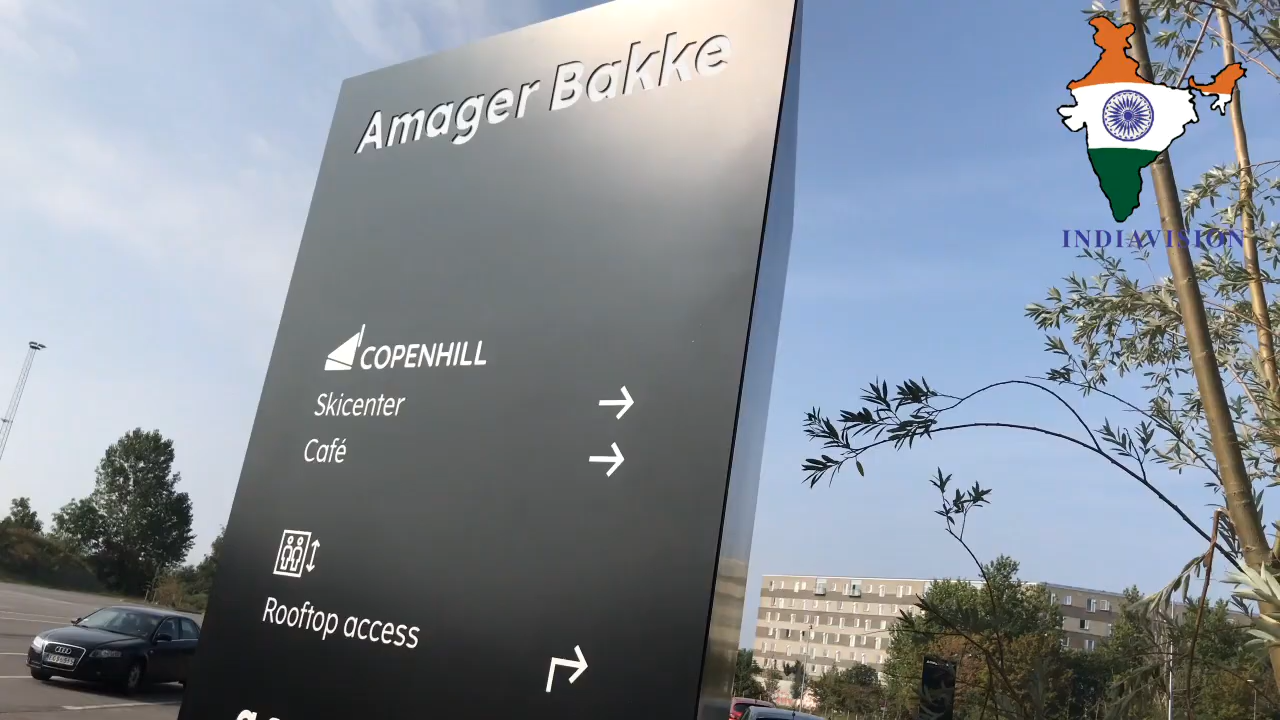 Amager Bakke
COPENHILL
Skicenter
Café
Rooftop access
INDIAVISION